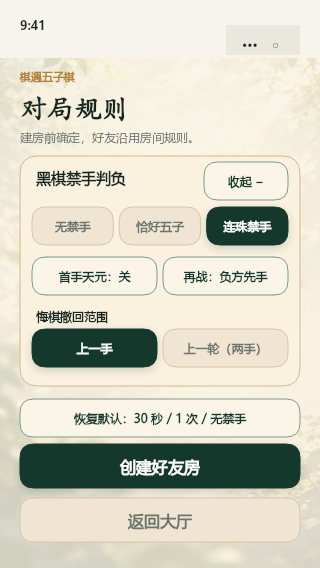 9:41
棋遇五子棋
对局规则
建房前确定，好友沿用房间规则。
黑棋禁手判负
收起 −
无禁手 恰好五子 连珠禁手
首手天元：关 再战：负方先手
悔棋撤回范围
上一手 上一轮（两手）
恢复默认：30 秒 / 1 次 / 无禁手
创建好友房
返回大厅